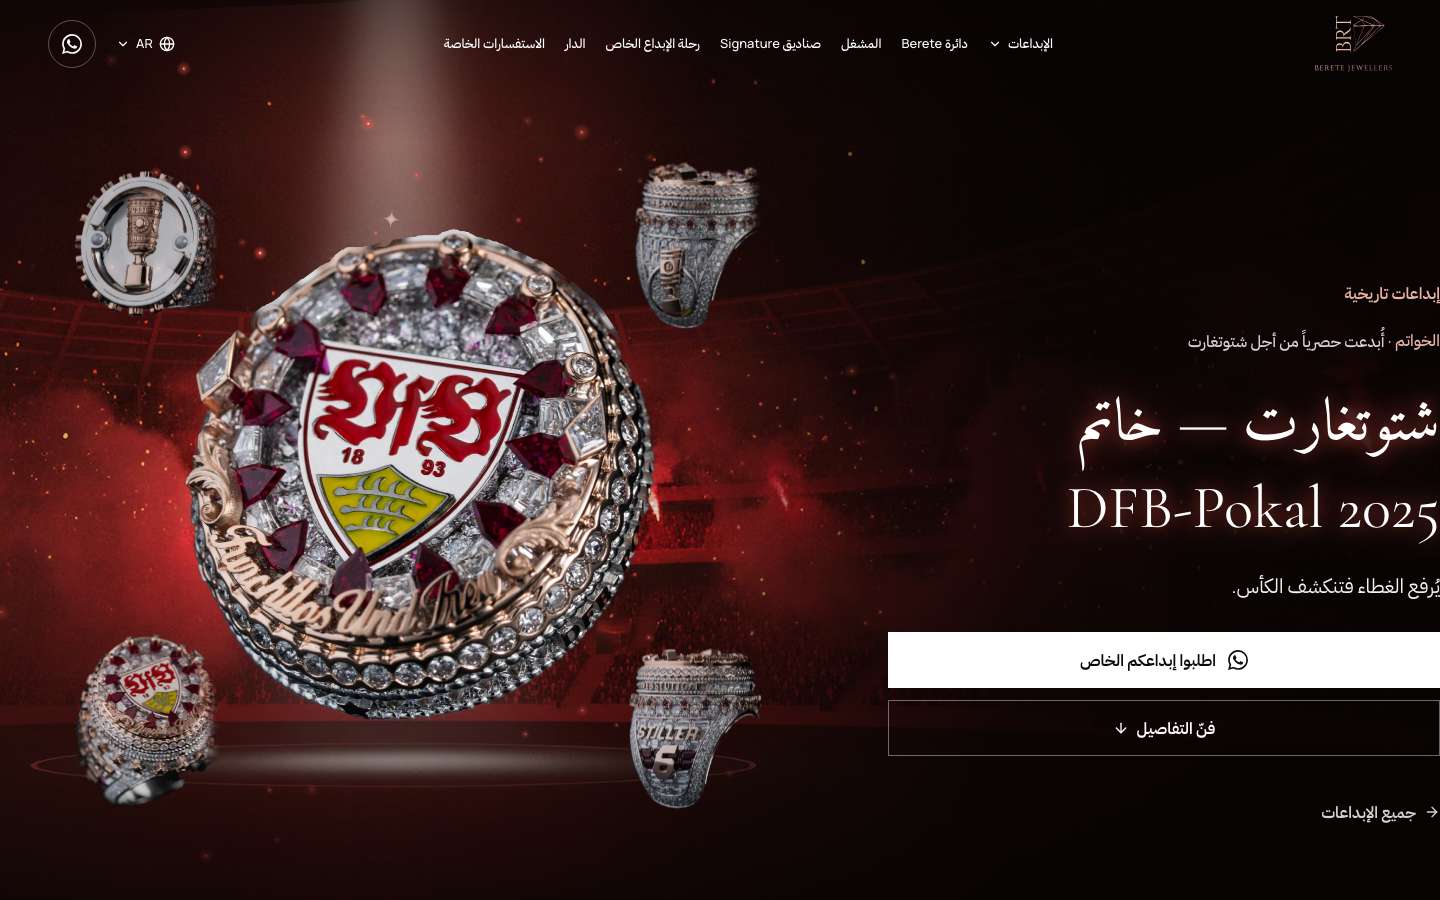 BRT
BERETE JEWELLERS
الإبداعات
دائرة Berete
المشغل
صناديق Signature
رحلة الإبداع الخاص
الدار
الاستفسارات الخاصة
AR
إبداعات تاريخية
الخواتم · أُبدعت حصرياً من أجل شتوتغارت
شتوتغارت — خاتم
DFB-Pokal 2025
يُرفع الغطاء فتنكشف الكأس.
اطلبوا إبداعكم الخاص
فنّ التفاصيل
جميع الإبداعات
VfB
18 93
Furchtlos Und Treu
STILLER
6